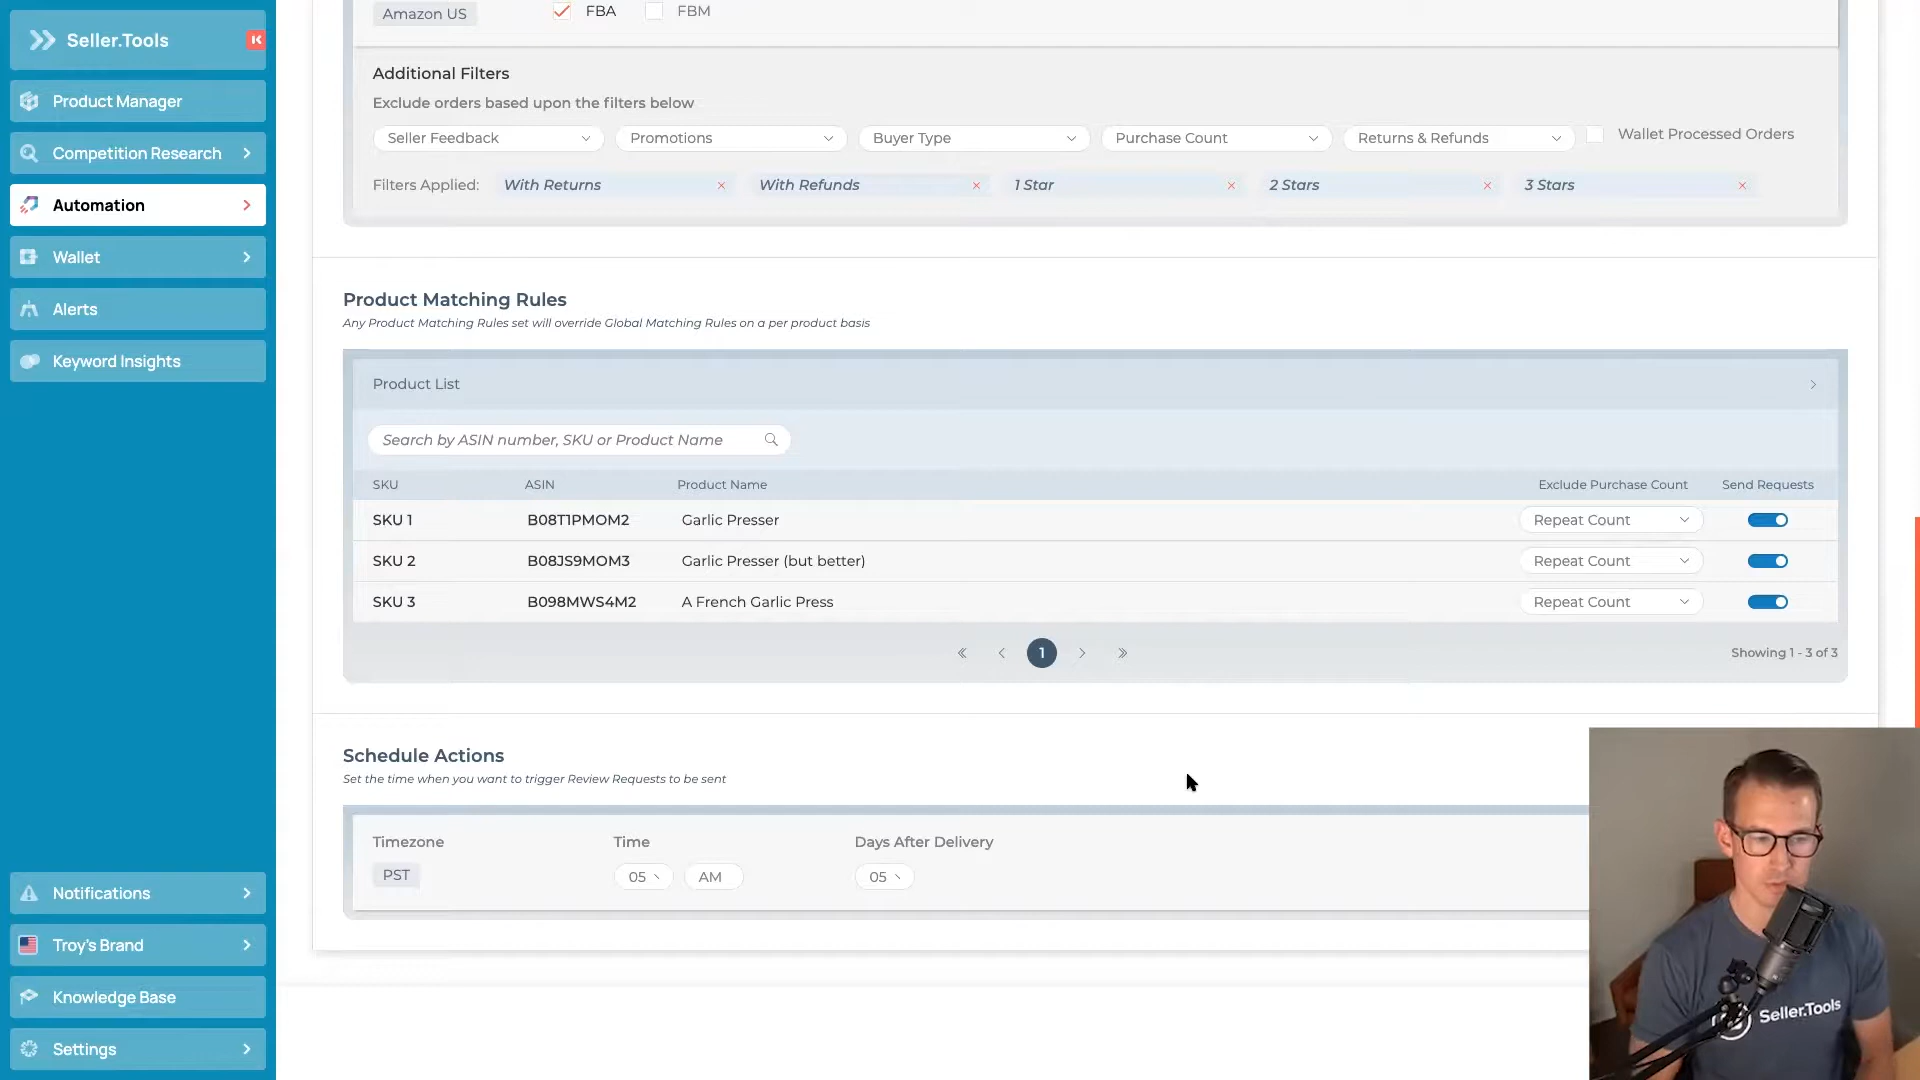 Seller.Tools
Product Manager
Competition Research
Automation
Wallet
Alerts
Keyword Insights
Notifications
Troy's Brand
Knowledge Base
Settings
Amazon US FBA FBM
Additional Filters
Exclude orders based upon the filters below
Seller Feedback Promotions Buyer Type Purchase Count Returns & Refunds Wallet Processed Orders
Filters Applied: With Returns × With Refunds × 1 Star × 2 Stars × 3 Stars ×
Product Matching Rules
Any Product Matching Rules set will override Global Matching Rules on a per product basis
Product List
Search by ASIN number, SKU or Product Name
SKU ASIN Product Name Exclude Purchase Count Send Requests
SKU 1 B08T1PMOM2 Garlic Presser Repeat Count
SKU 2 B08JS9MOM3 Garlic Presser (but better) Repeat Count
SKU 3 B098MWS4M2 A French Garlic Press Repeat Count
« ‹ 1 › » Showing 1 - 3 of 3
Schedule Actions
Set the time when you want to trigger Review Requests to be sent
Timezone Time Days After Delivery
PST 05 AM 05
Seller.Tools